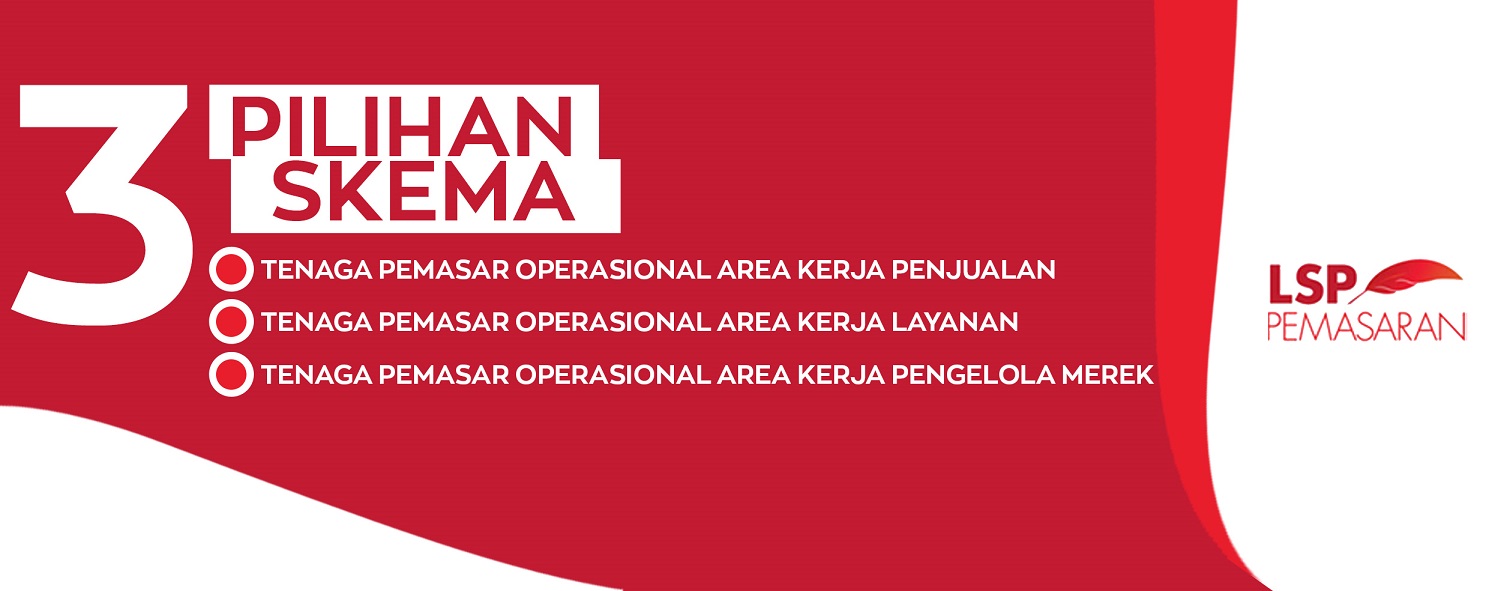 3
PILIHAN
SKEMA
TENAGA PEMASAR OPERASIONAL AREA KERJA PENJUALAN
TENAGA PEMASAR OPERASIONAL AREA KERJA LAYANAN
TENAGA PEMASAR OPERASIONAL AREA KERJA PENGELOLA MEREK
LSP
PEMASARAN